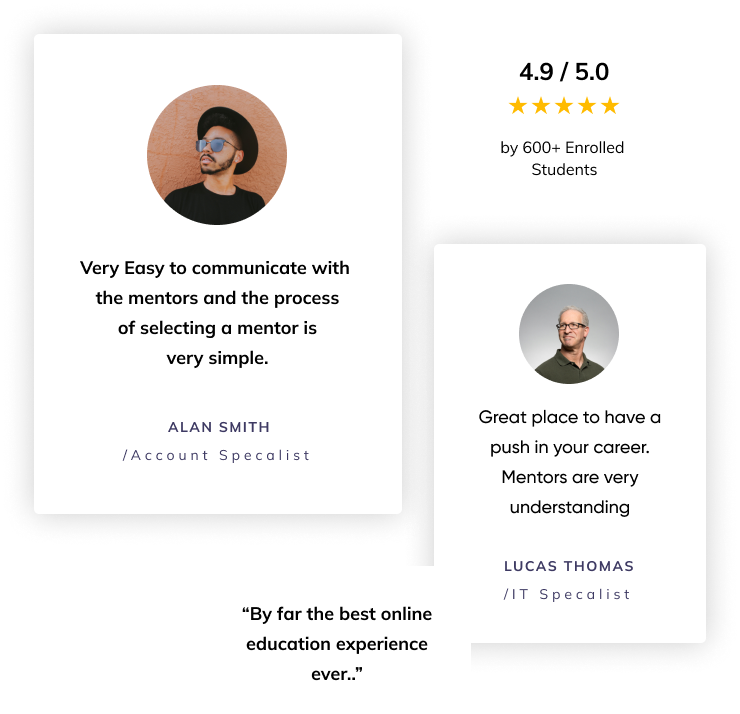 4.9 / 5.0
by 600+ Enrolled
Students
Very Easy to communicate with
the mentors and the process
of selecting a mentor is
very simple.
ALAN SMITH
/Account Specalist
Great place to have a
push in your career.
Mentors are very
understanding
LUCAS THOMAS
/IT Specalist
“By far the best online
education experience
ever..”